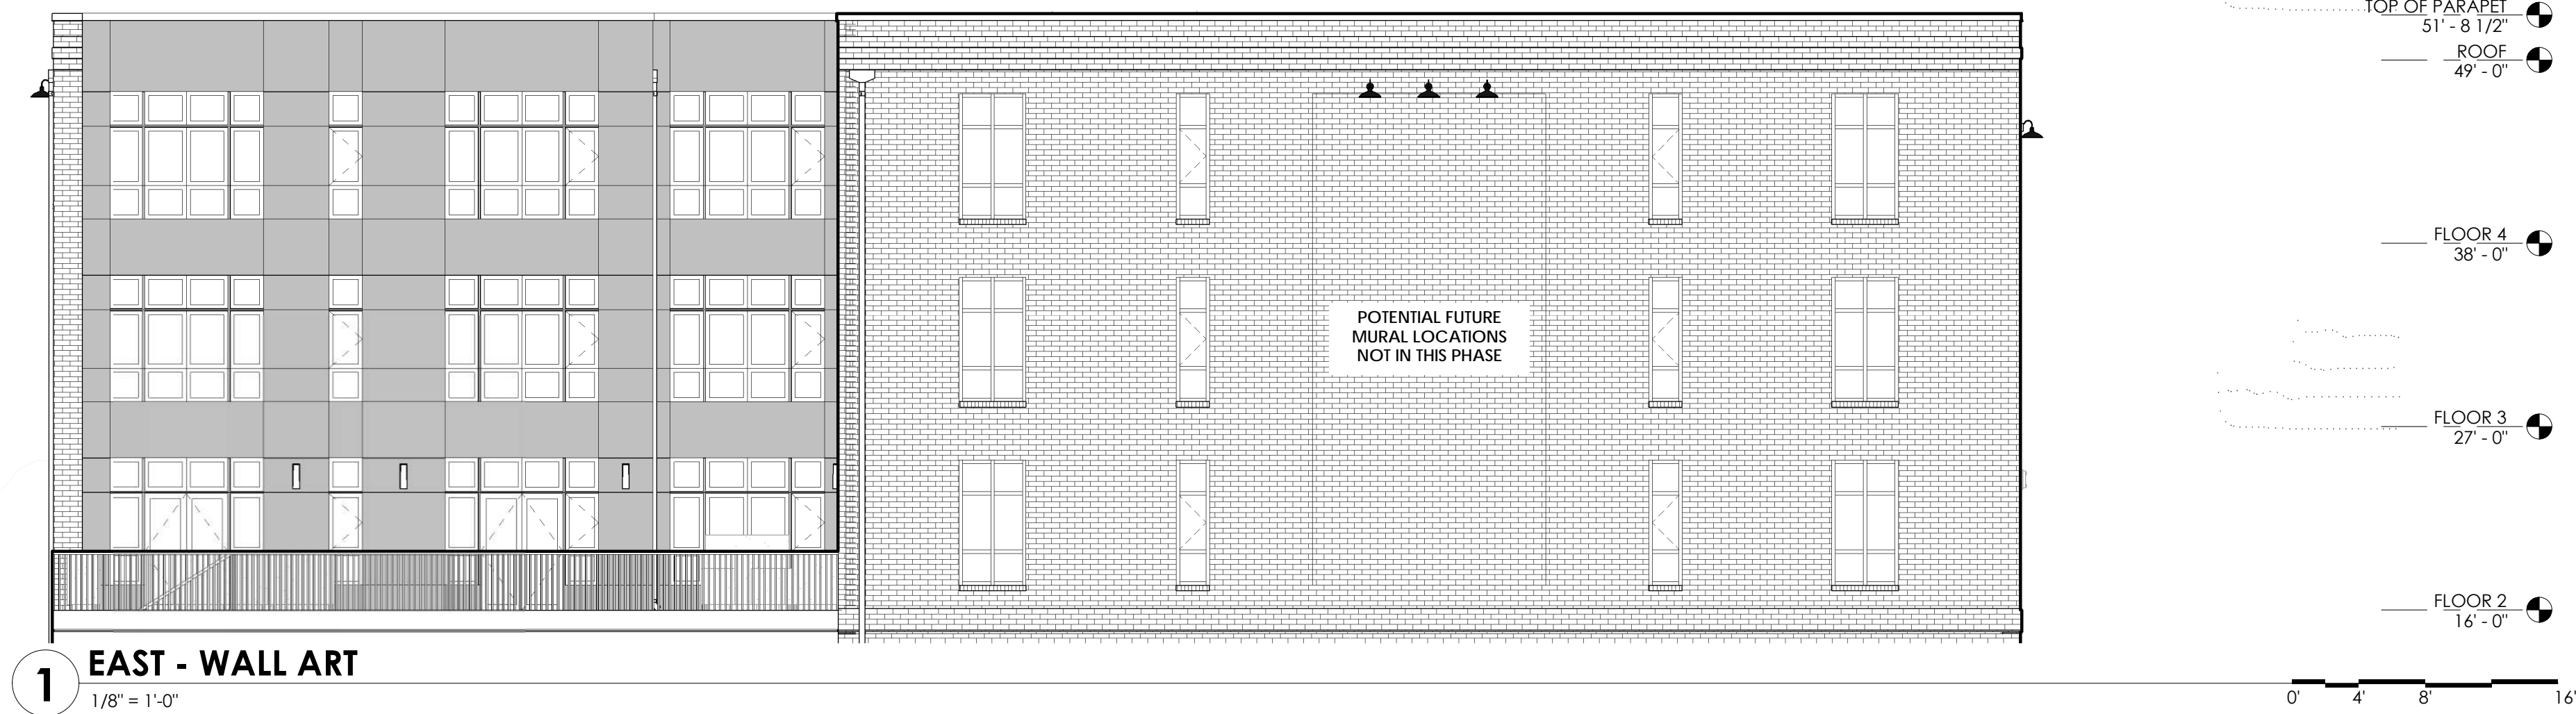 TOP OF PARAPET
51' - 8 1/2"
ROOF
49' - 0"
FLOOR 4
38' - 0"
POTENTIAL FUTURE
MURAL LOCATIONS
NOT IN THIS PHASE
FLOOR 3
27' - 0"
FLOOR 2
16' - 0"
1 EAST - WALL ART
1/8" = 1'-0"
0' 4' 8' 16'